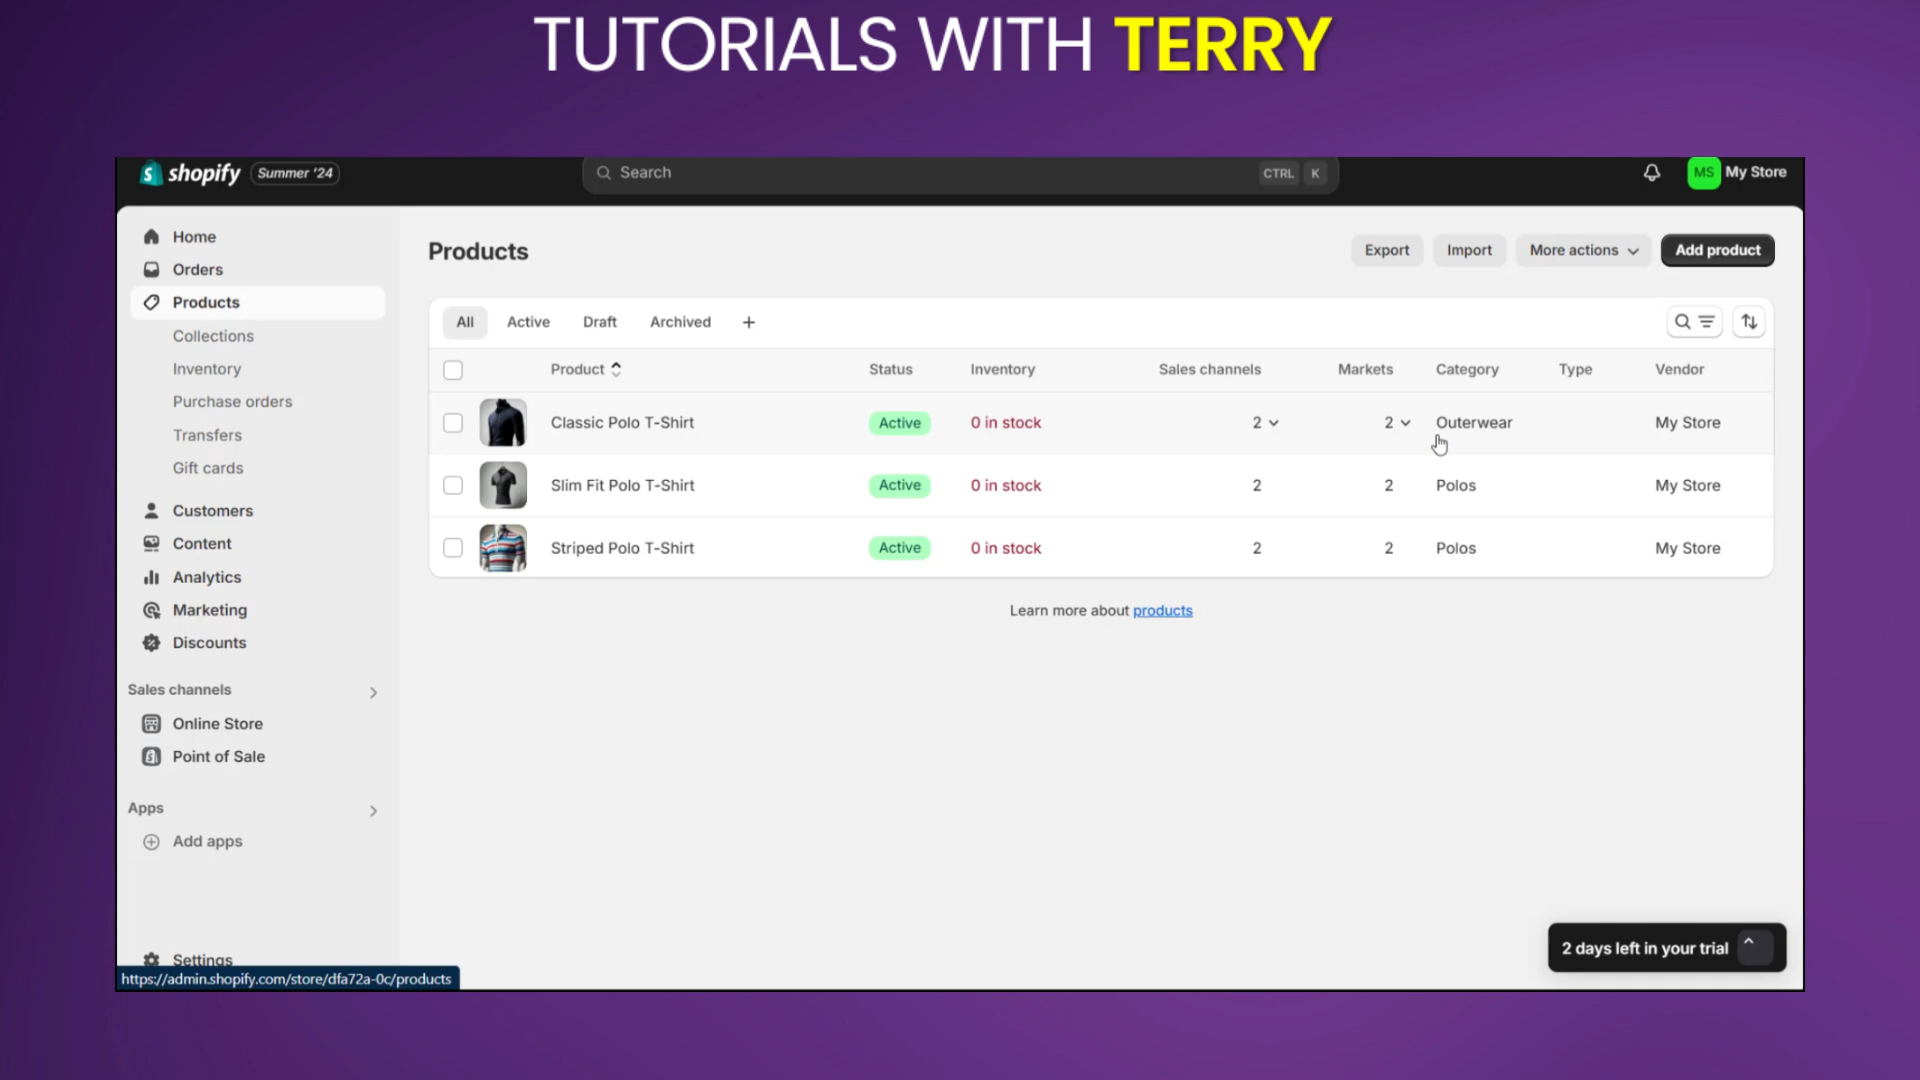 TUTORIALS WITH TERRY
shopify Summer '24
Search
CTRL K
MS My Store
Home
Orders
Products
Collections
Inventory
Purchase orders
Transfers
Gift cards
Customers
Content
Analytics
Marketing
Discounts
Sales channels
Online Store
Point of Sale
Apps
Add apps
Settings
https://admin.shopify.com/store/dfa72a-0c/products
Products
Export Import More actions Add product
All Active Draft Archived +
Product Status Inventory Sales channels Markets Category Type Vendor
Classic Polo T-Shirt Active 0 in stock 2 2 Outerwear My Store
Slim Fit Polo T-Shirt Active 0 in stock 2 2 Polos My Store
Striped Polo T-Shirt Active 0 in stock 2 2 Polos My Store
Learn more about products
2 days left in your trial